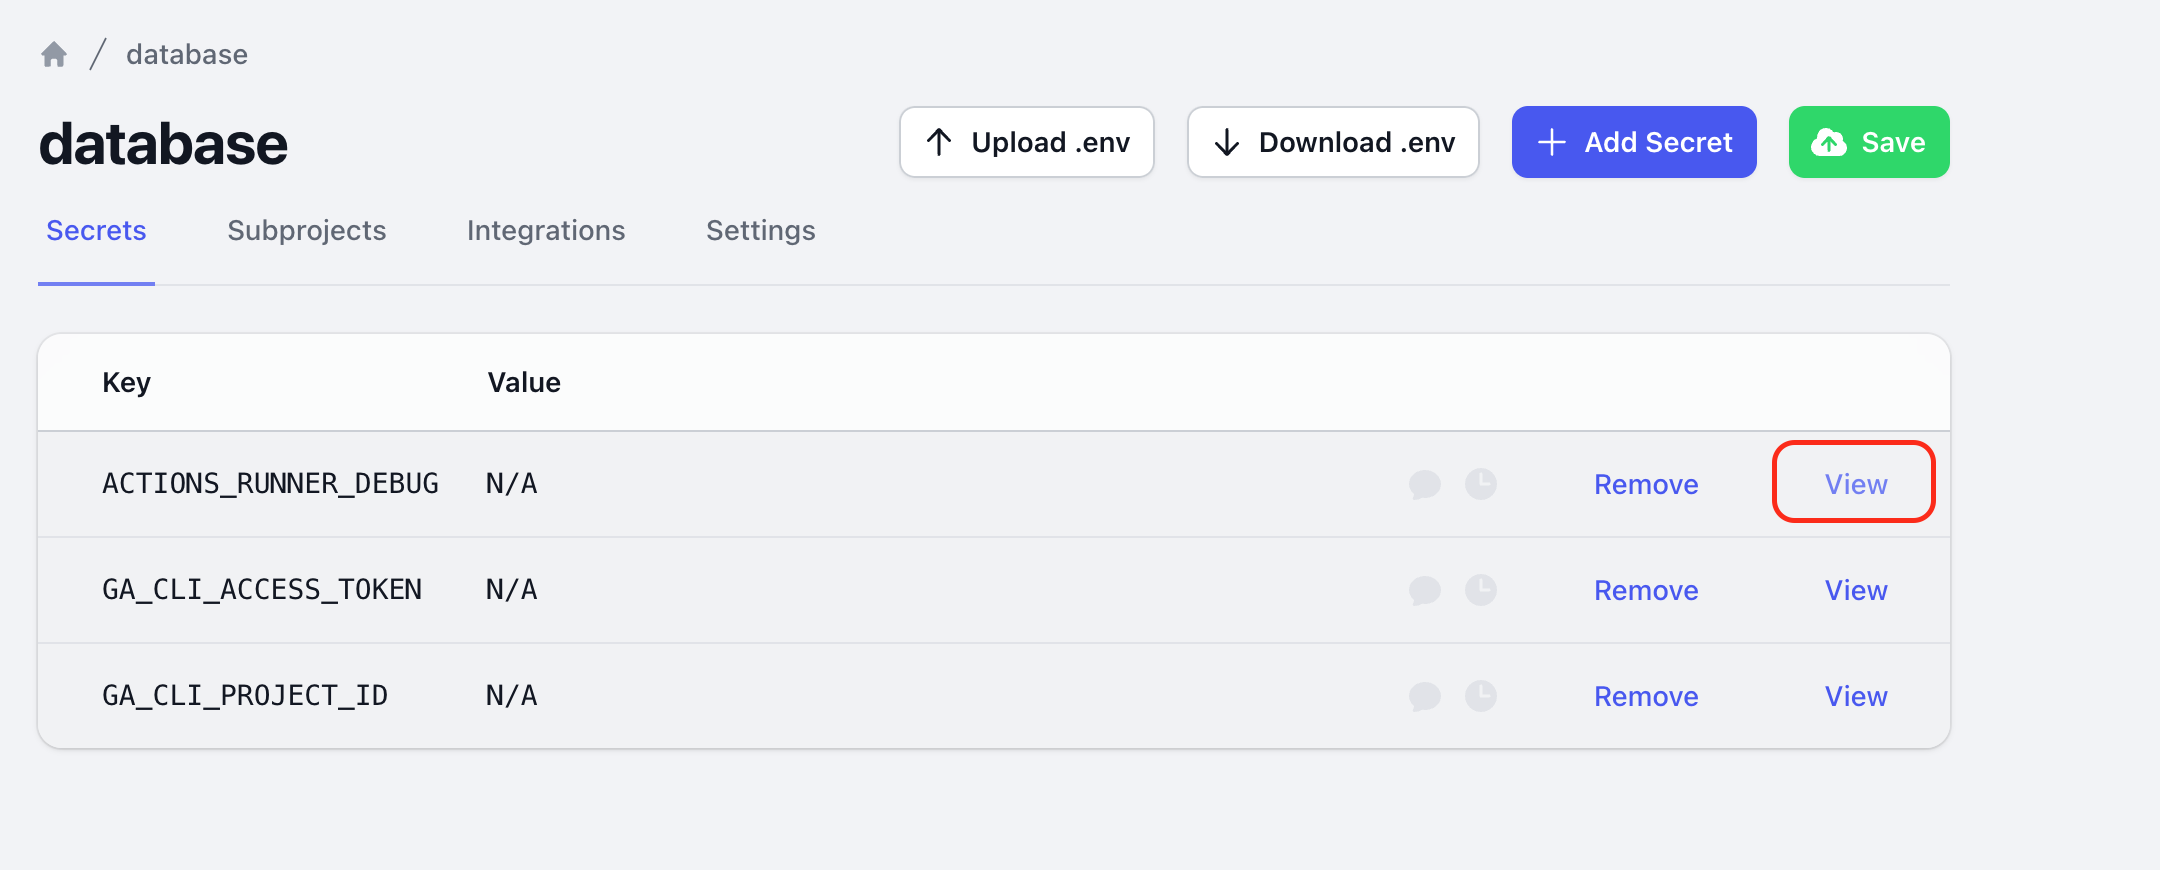 / database
database
Upload .env
Download .env
Add Secret
Save
Secrets
Subprojects
Integrations
Settings
Key
Value
ACTIONS_RUNNER_DEBUG N/A Remove View
GA_CLI_ACCESS_TOKEN N/A Remove View
GA_CLI_PROJECT_ID N/A Remove View